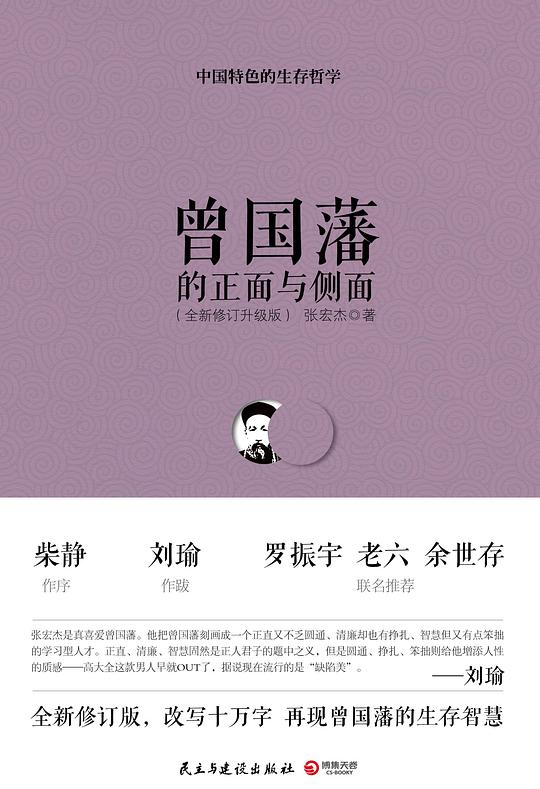 中国特色的生存哲学
曾国藩
的正面与侧面
（全新修订升级版） 张宏杰◎著
柴静 刘瑜 罗振宇 老六 余世存
作序 作跋 联名推荐
张宏杰是真喜爱曾国藩。他把曾国藩刻画成一个正直又不乏圆通、清廉却也有挣扎、智慧但又有点笨拙
的学习型人才。正直、清廉、智慧固然是正人君子的题中之义，但是圆通、挣扎、笨拙则给他增添人性
的质感——高大全这款男人早就OUT了，据说现在流行的是“缺陷美”。
——刘瑜
全新修订版，改写十万字 再现曾国藩的生存智慧
民主与建设出版社 博集天卷
CS-BOOKY